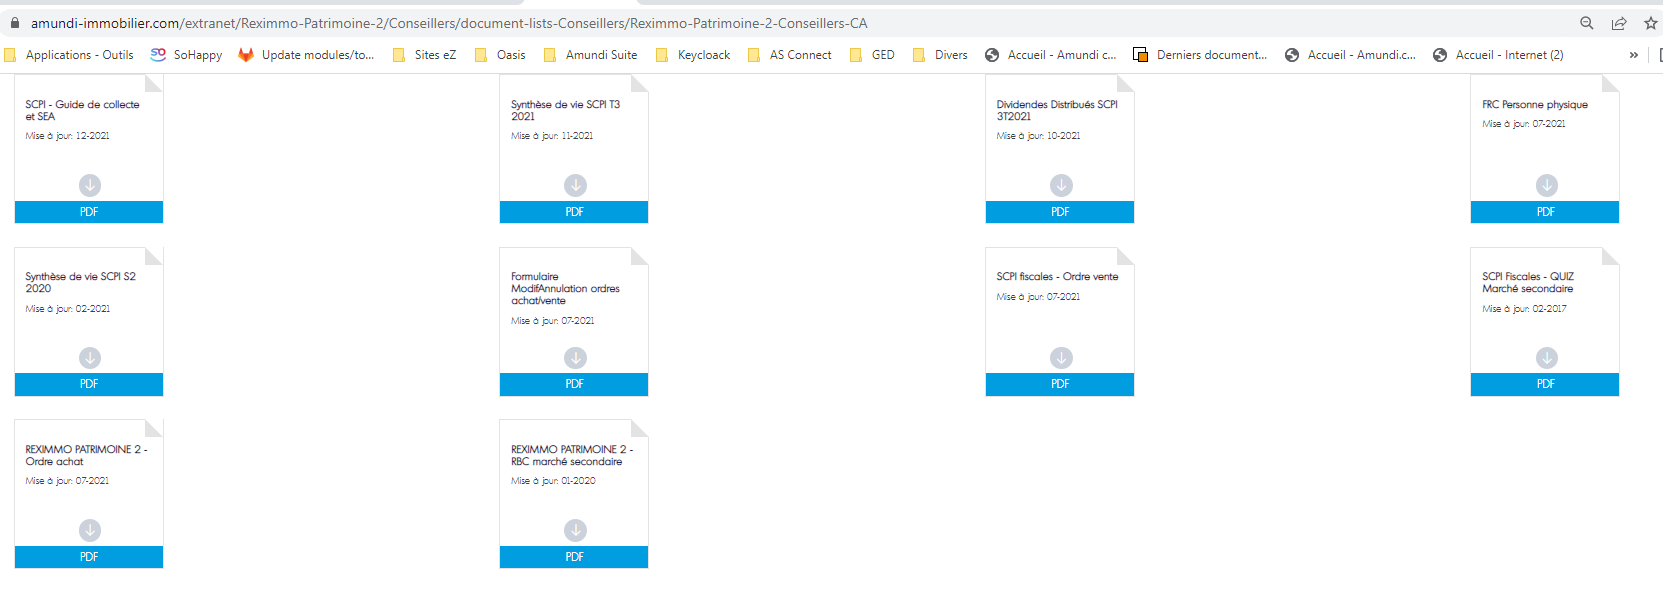 amundi-immobilier.com/extranet/Reximmo-Patrimoine-2/Conseillers/document-lists-Conseillers/Reximmo-Patrimoine-2-Conseillers-CA
Applications - Outils SoHappy Update modules/to... Sites eZ Oasis Amundi Suite Keycloack AS Connect GED Divers Accueil - Amundi c... Derniers document... Accueil - Amundi.c... Accueil - Internet (2) »
SCPI - Guide de collecte
et SEA
Mise à jour: 12-2021
PDF
Synthèse de vie SCPI T3
2021
Mise à jour: 11-2021
PDF
Dividendes Distribués SCPI
3T2021
Mise à jour: 10-2021
PDF
FRC Personne physique
Mise à jour: 07-2021
PDF
Synthèse de vie SCPI S2
2020
Mise à jour: 02-2021
PDF
Formulaire
ModifAnnulation ordres
achat/vente
Mise à jour: 07-2021
PDF
SCPI fiscales - Ordre vente
Mise à jour: 07-2021
PDF
SCPI Fiscales - QUIZ
Marché secondaire
Mise à jour: 02-2017
PDF
REXIMMO PATRIMOINE 2 -
Ordre achat
Mise à jour: 07-2021
PDF
REXIMMO PATRIMOINE 2 -
RBC marché secondaire
Mise à jour: 01-2020
PDF